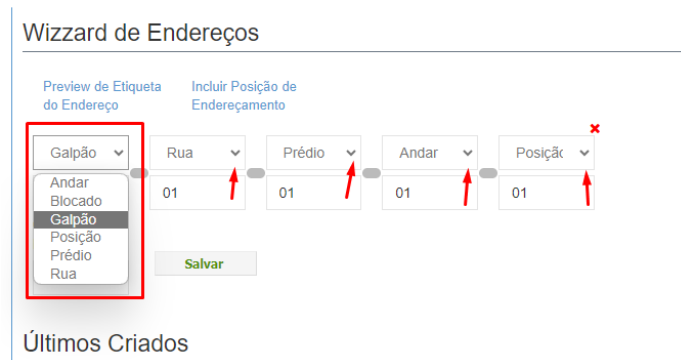 Wizzard de Endereços
Preview de Etiqueta do Endereço
Incluir Posição de Endereçamento
Galpão Rua Prédio Andar Posiçãc
01 01 01 01
Andar
Blocado
Galpão
Posição
Prédio
Rua
Salvar
Últimos Criados